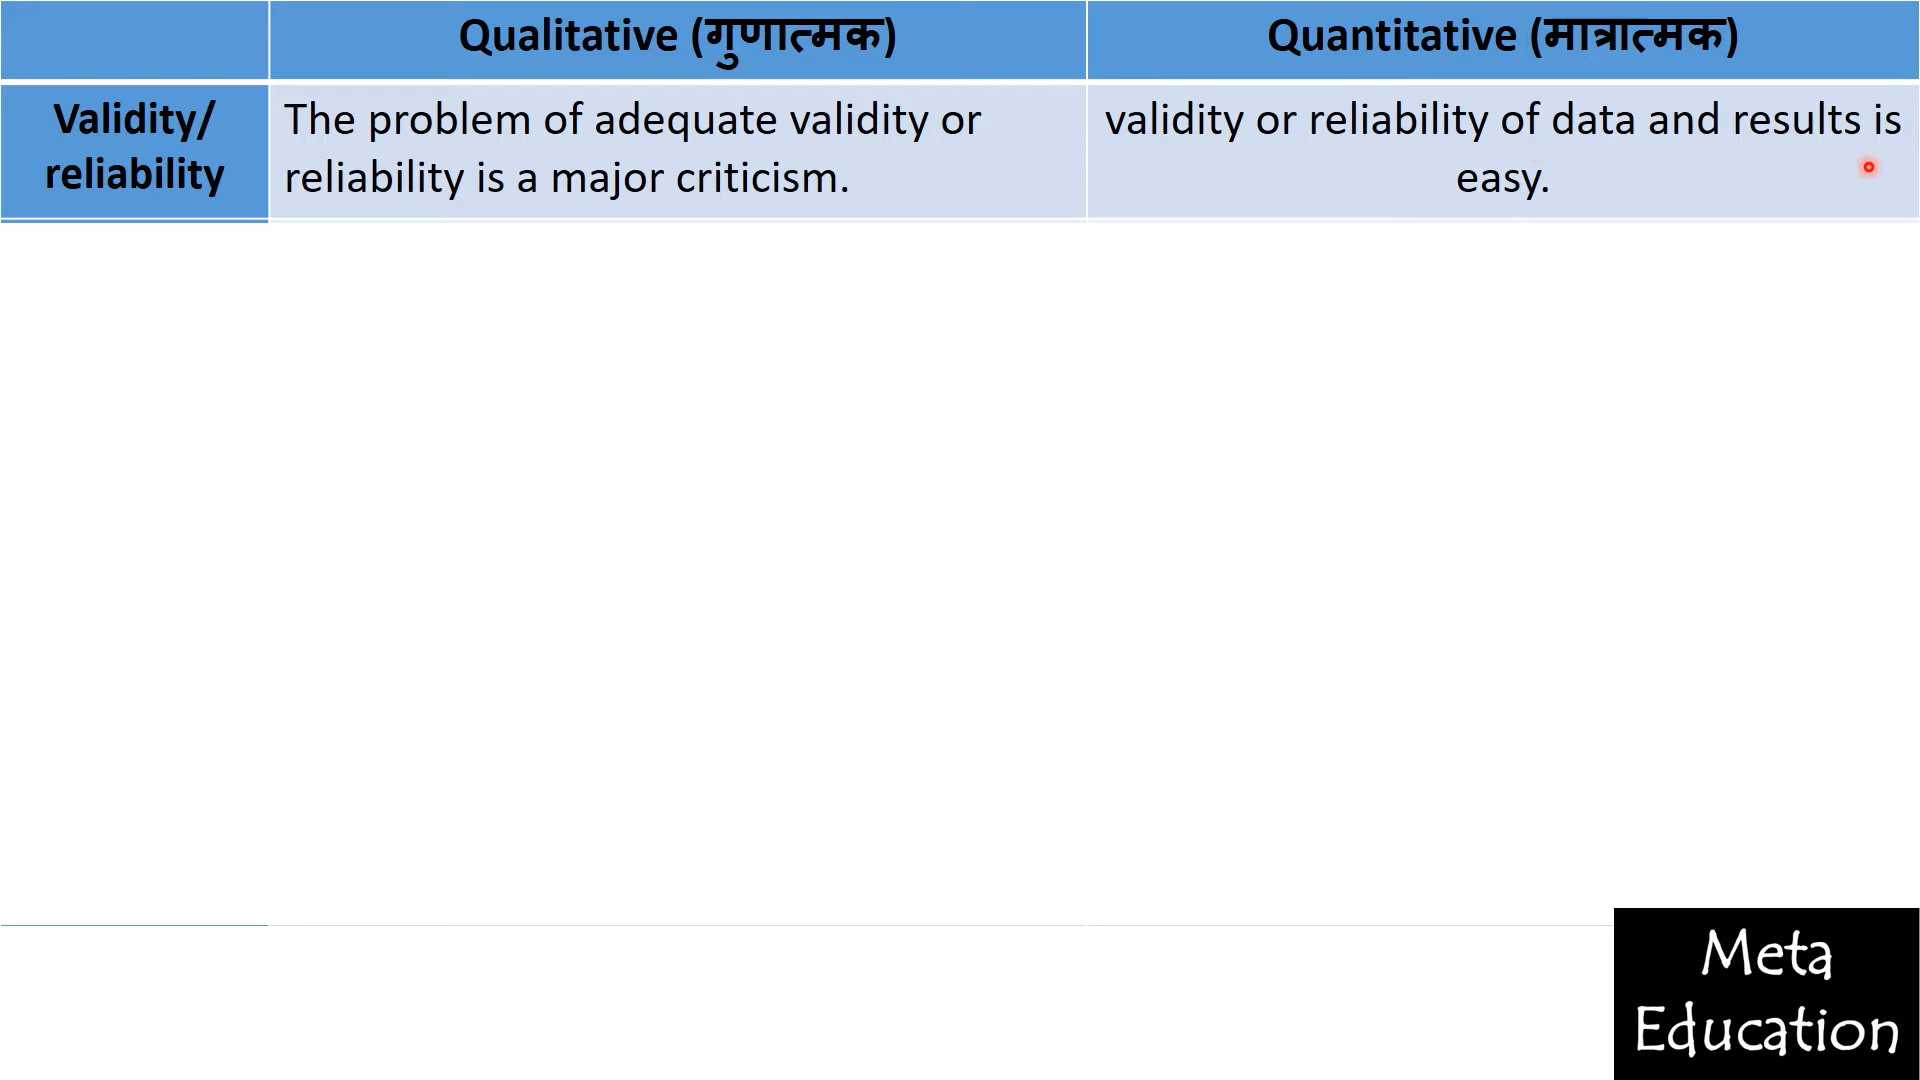 Qualitative (गुणात्मक)
Quantitative (मात्रात्मक)
Validity/
reliability
The problem of adequate validity or
reliability is a major criticism.
validity or reliability of data and results is
easy.
Meta
Education